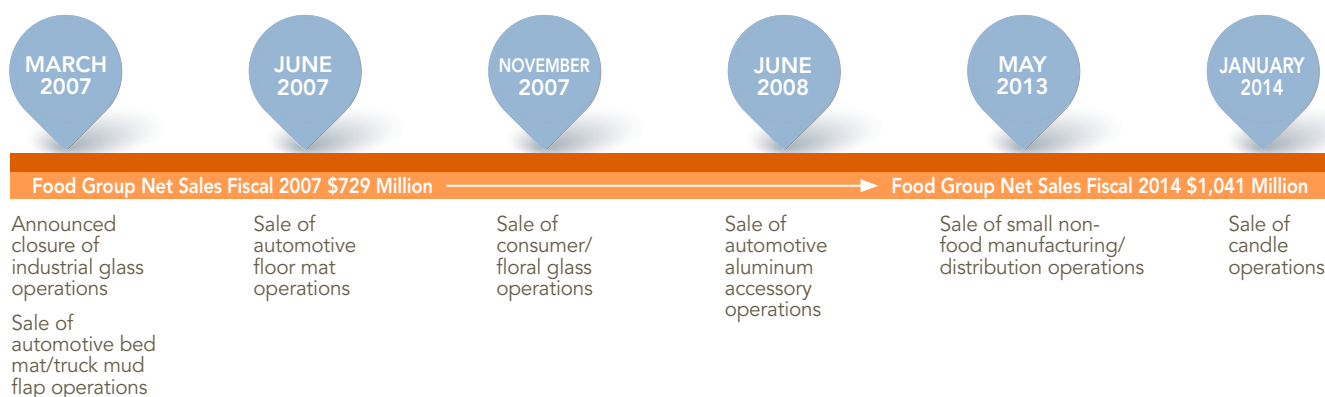 MARCH
2007
JUNE
2007
NOVEMBER
2007
JUNE
2008
MAY
2013
JANUARY
2014
Food Group Net Sales Fiscal 2007 $729 Million
Food Group Net Sales Fiscal 2014 $1,041 Million
Announced
closure of
industrial glass
operations
Sale of
automotive bed
mat/truck mud
flap operations
Sale of
automotive
floor mat
operations
Sale of
consumer/
floral glass
operations
Sale of
automotive
aluminum
accessory
operations
Sale of small non-
food manufacturing/
distribution operations
Sale of
candle
operations